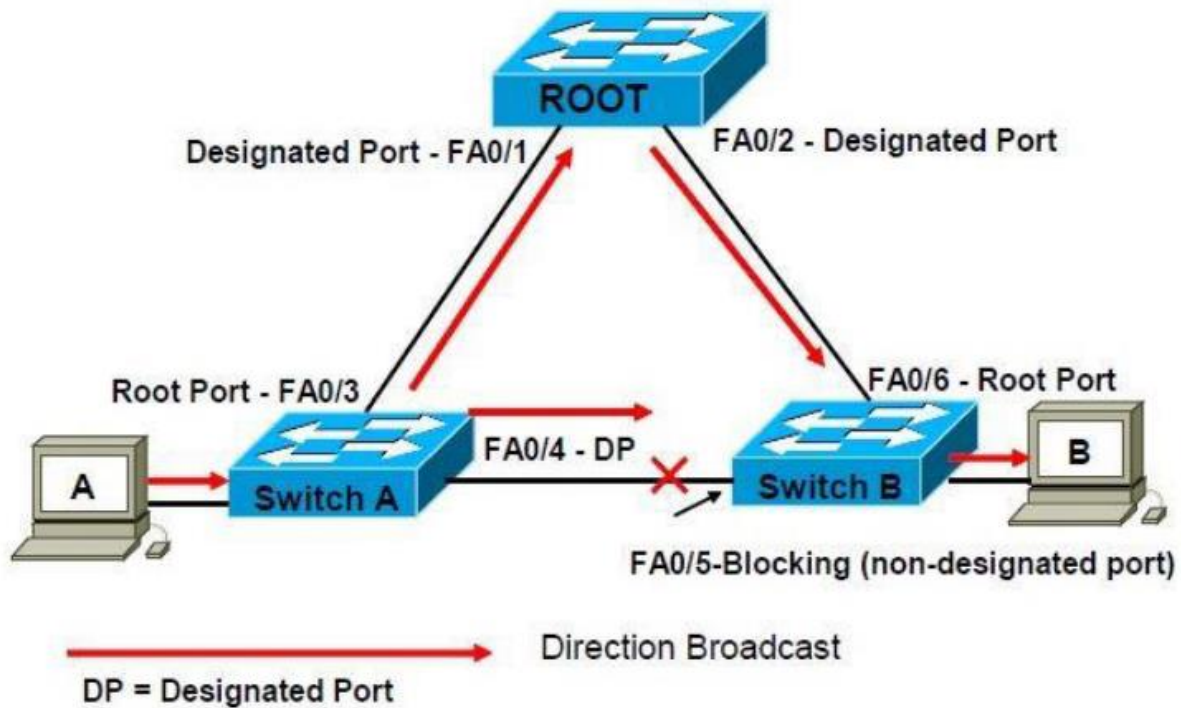 ROOT
Designated Port - FA0/1
FA0/2 - Designated Port
Root Port - FA0/3
FA0/6 - Root Port
A
Switch A
FA0/4 - DP
Switch B
B
FA0/5-Blocking (non-designated port)
Direction Broadcast
DP = Designated Port